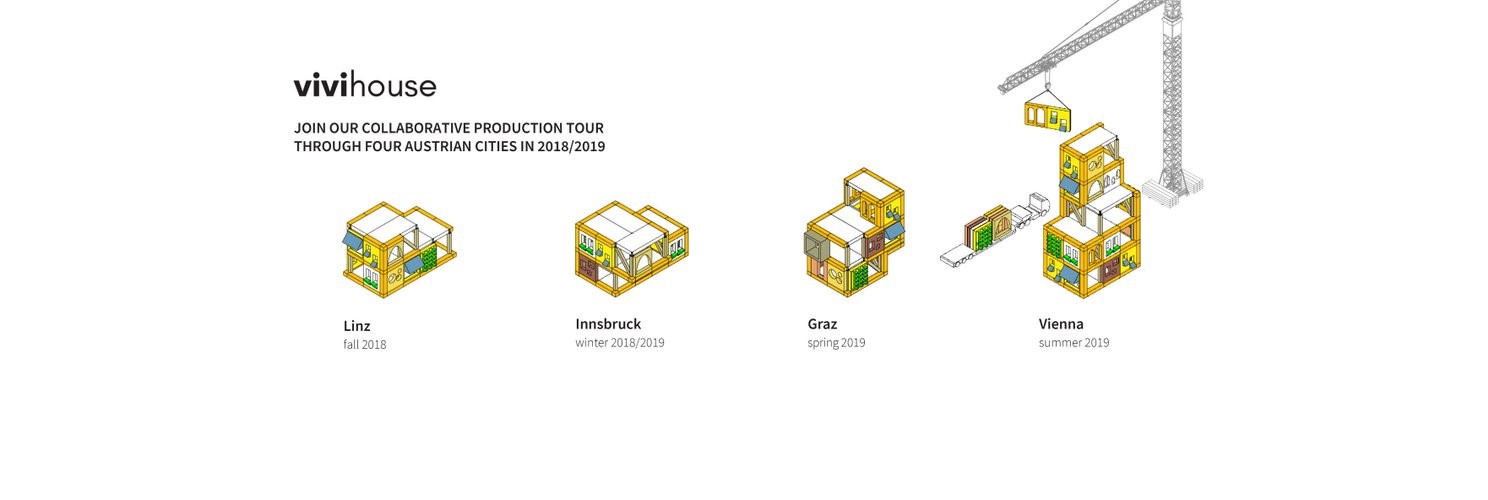 vivihouse
JOIN OUR COLLABORATIVE PRODUCTION TOUR
THROUGH FOUR AUSTRIAN CITIES IN 2018/2019
Linz
fall 2018
Innsbruck
winter 2018/2019
Graz
spring 2019
Vienna
summer 2019